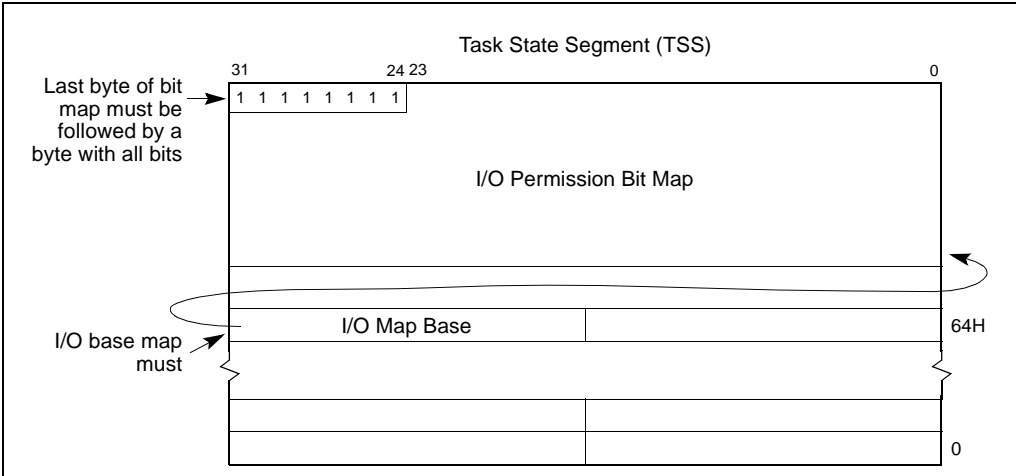 Task State Segment (TSS)
31 24 23 0
Last byte of bit
map must be
followed by a
byte with all bits
1 1 1 1 1 1 1 1
I/O Permission Bit Map
I/O Map Base
64H
I/O base map
must
0